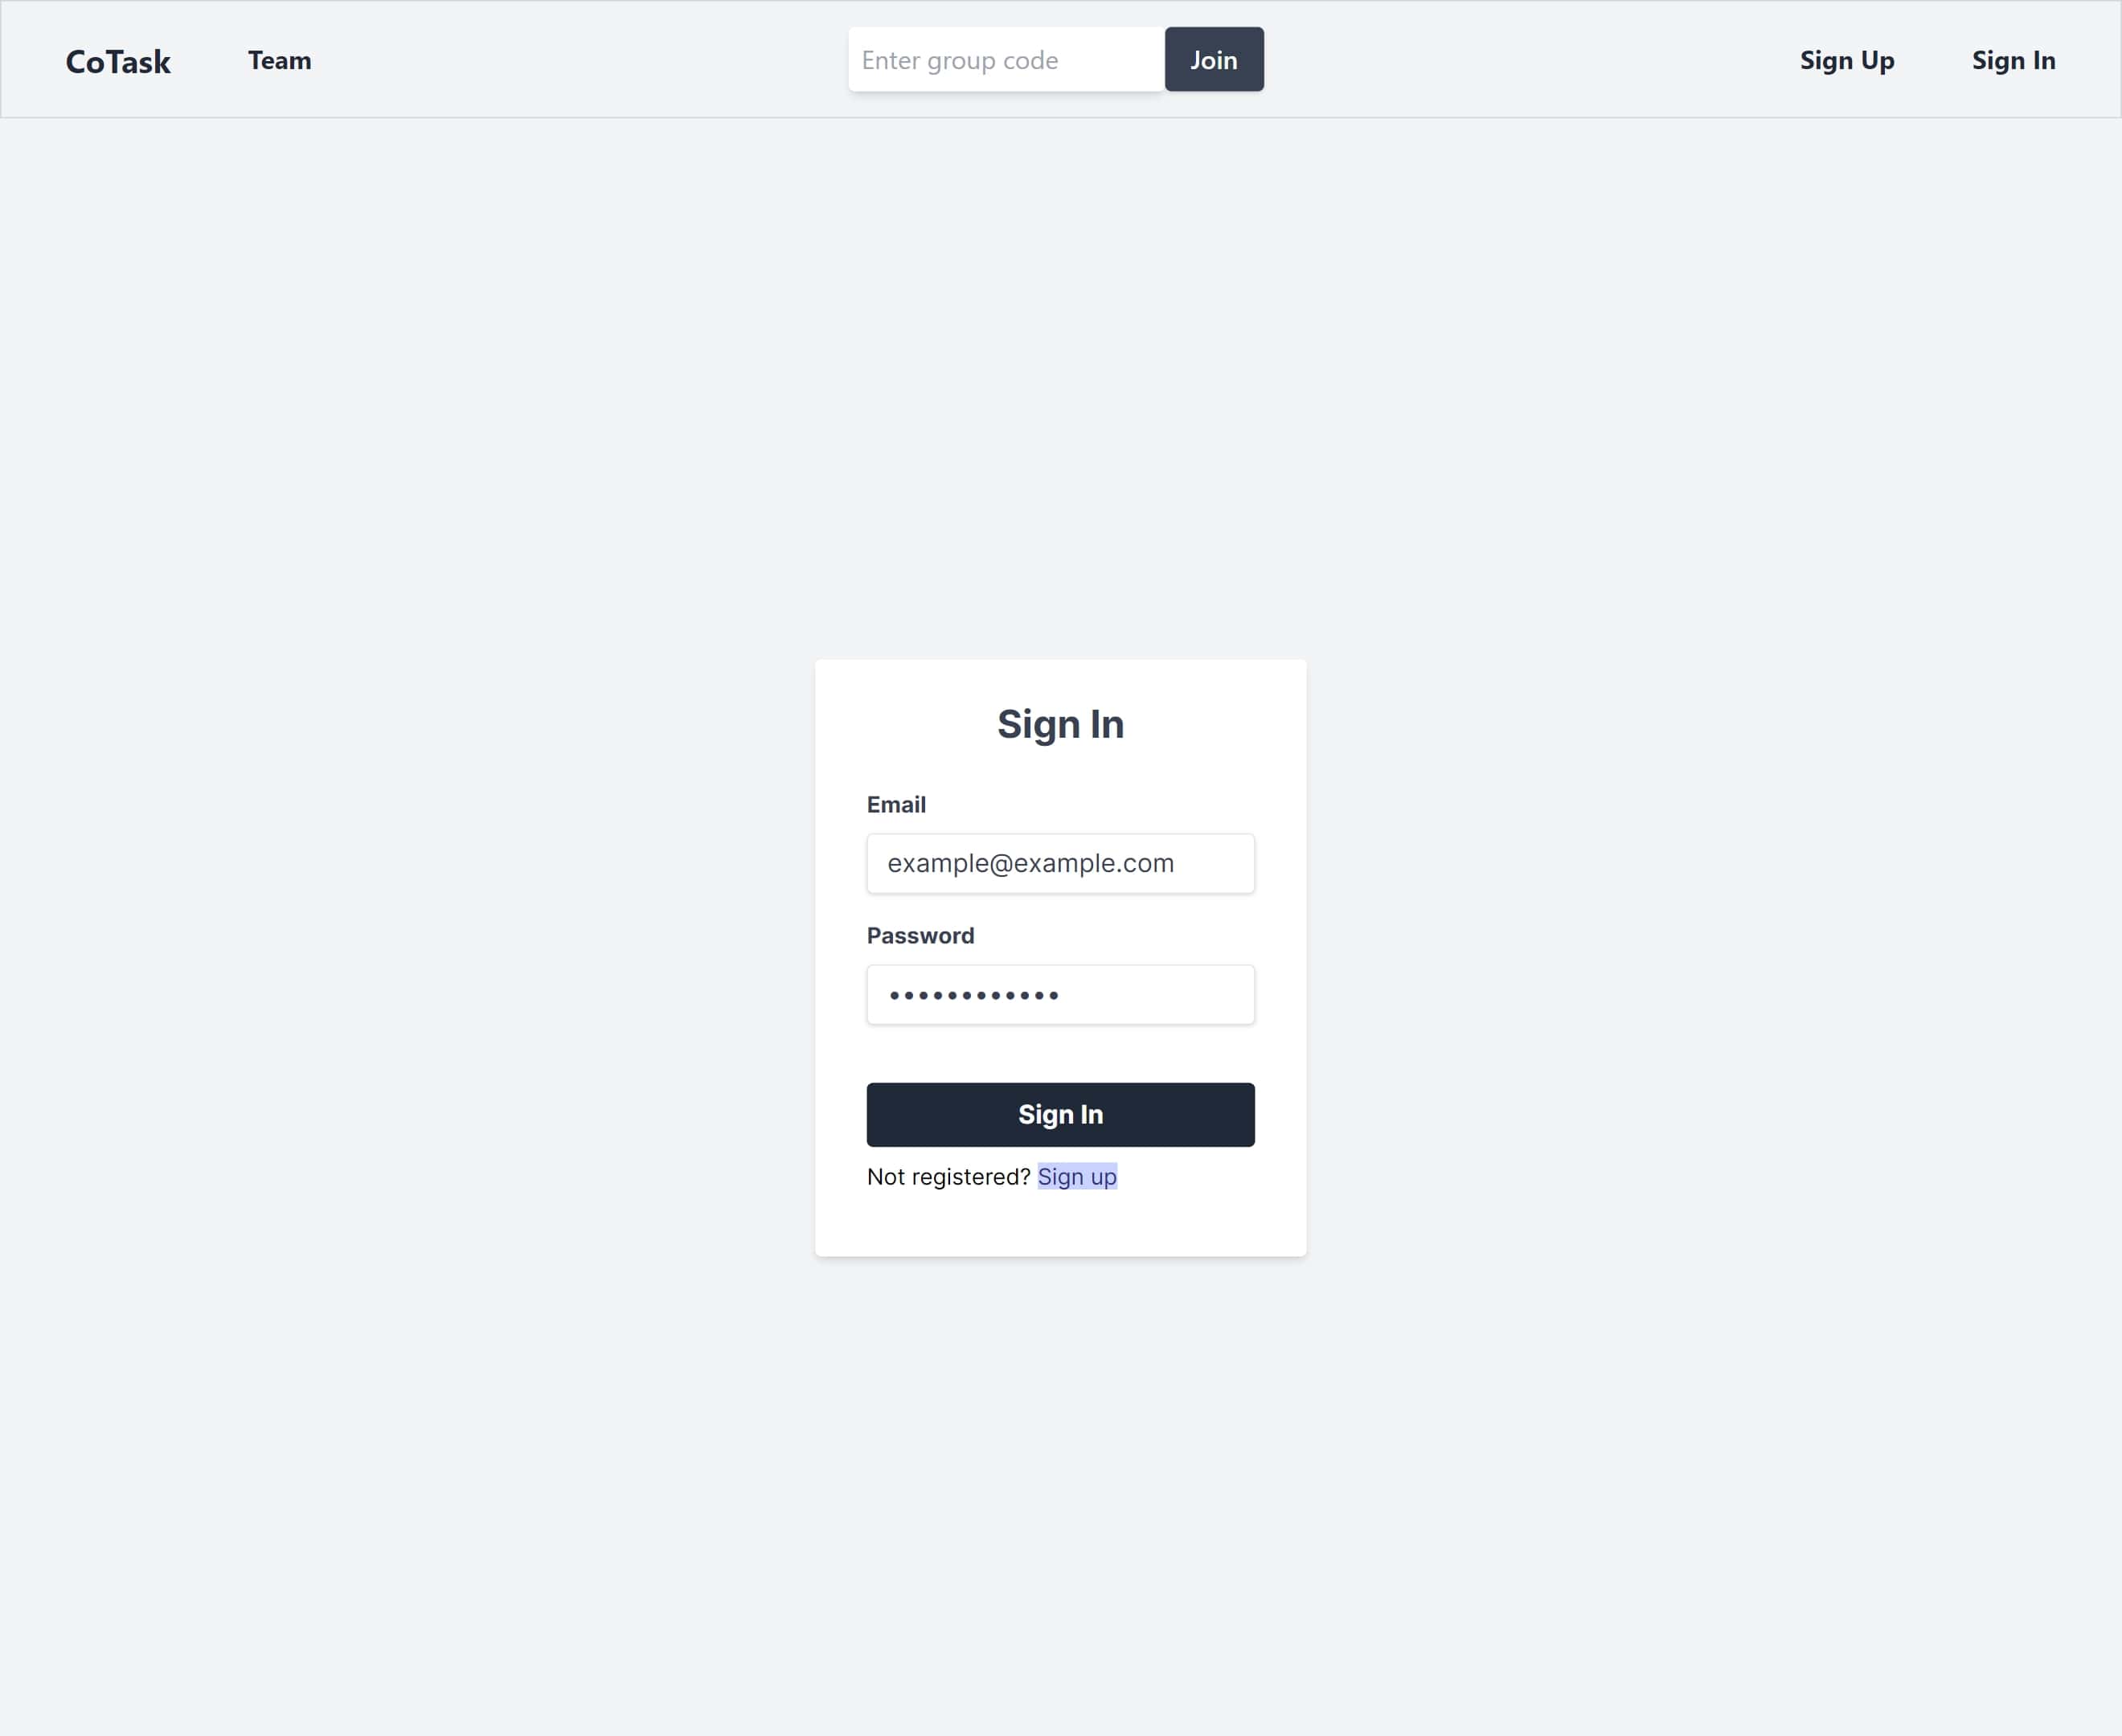 CoTask Team Enter group code Join Sign Up Sign In
Sign In
Email
example@example.com
Password
••••••••••••
Sign In
Not registered? Sign up